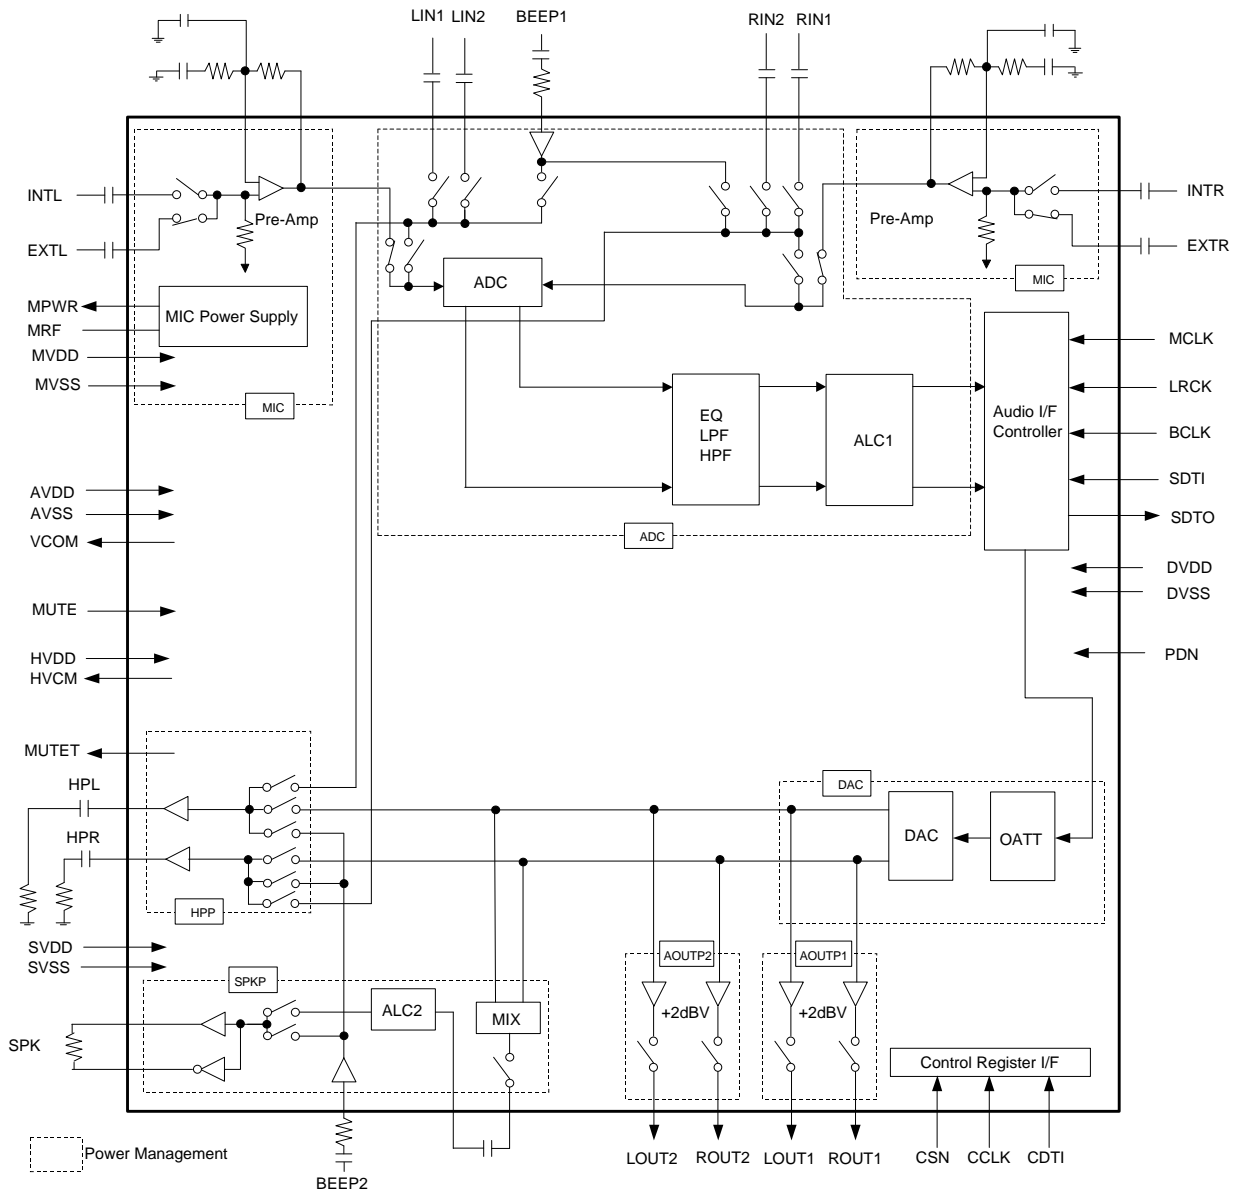 LIN1 LIN2 BEEP1 RIN2 RIN1
INTL
Pre-Amp
EXTL
MPWR
MRF
MVDD
MVSS
MIC Power Supply
MIC
ADC
Pre-Amp
MIC
INTR
EXTR
EQ
LPF
HPF
ALC1
Audio I/F
Controller
ADC
MCLK
LRCK
BCLK
SDTI
SDTO
DVDD
DVSS
PDN
AVDD
AVSS
VCOM
MUTE
HVDD
HVCM
MUTET
HPL
HPR
HPP
DAC
DAC
OATT
SVDD
SVSS
SPKP
ALC2
MIX
SPK
AOUTP2
+2dBV
AOUTP1
+2dBV
Control Register I/F
Power Management
BEEP2
LOUT2 ROUT2 LOUT1 ROUT1 CSN CCLK CDTI